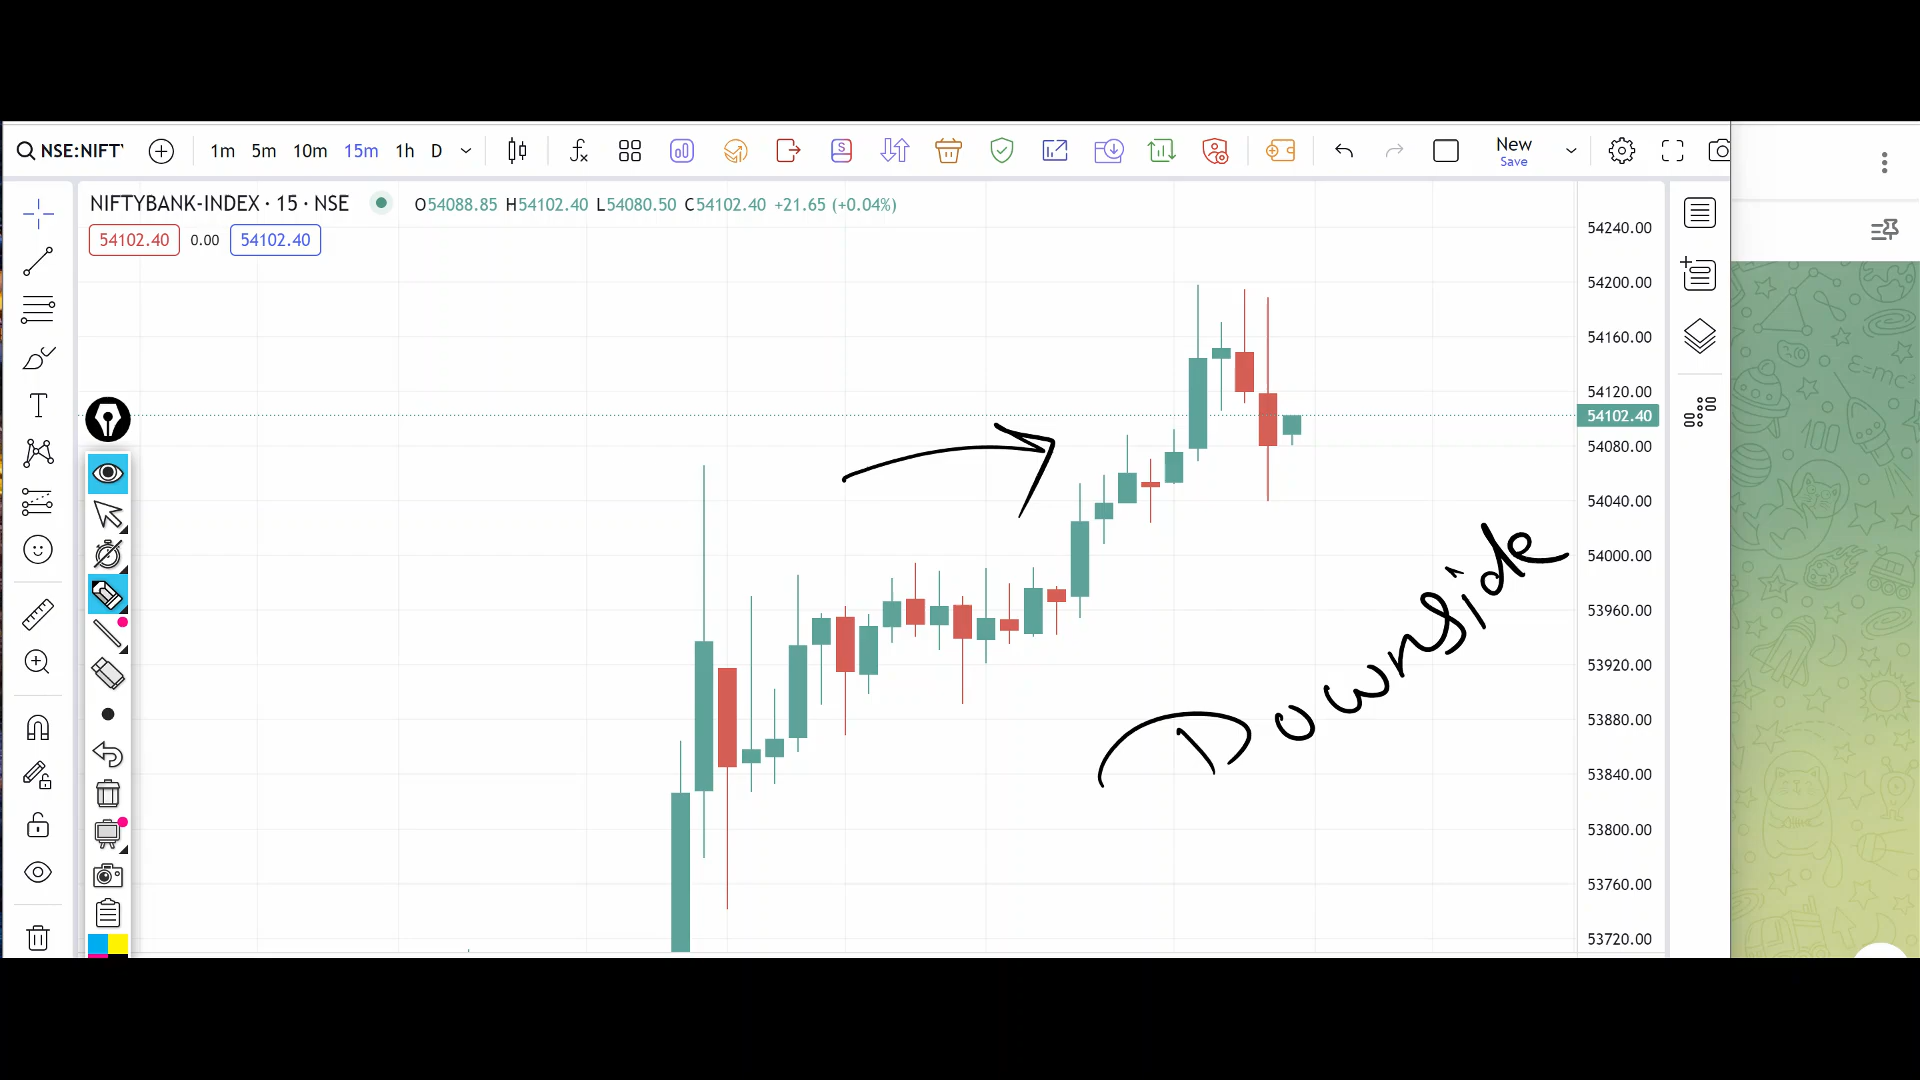 NSE:NIFTY
1m 5m 10m 15m 1h D
New
Save
NIFTYBANK-INDEX · 15 · NSE
O54088.85 H54102.40 L54080.50 C54102.40 +21.65 (+0.04%)
54102.40 0.00 54102.40
54240.00
54200.00
54160.00
54120.00
54102.40
54080.00
54040.00
54000.00
53960.00
53920.00
53880.00
53840.00
53800.00
53760.00
53720.00
Downside